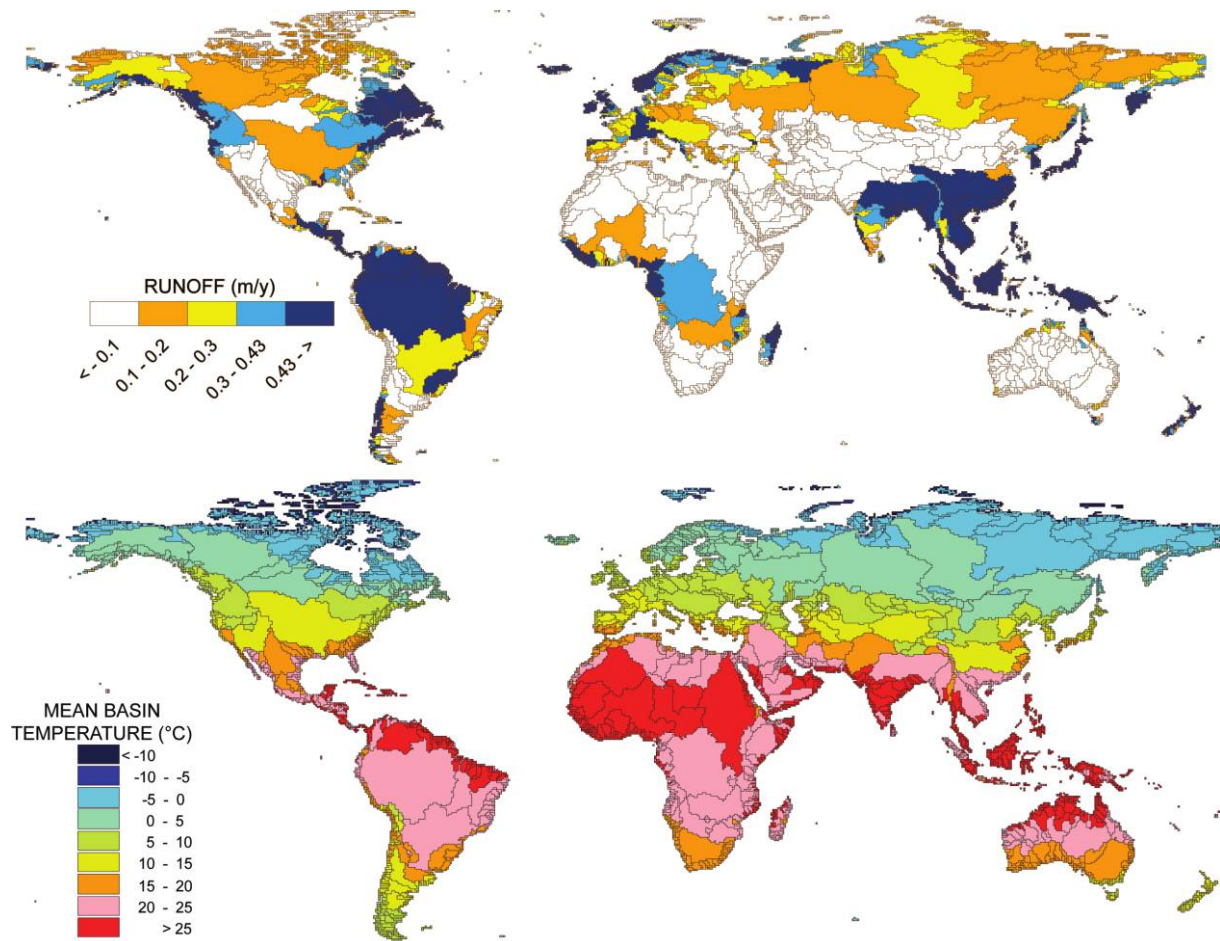 RUNOFF (m/y)
< - 0.1
0.1 - 0.2
0.2 - 0.3
0.3 - 0.43
0.43 - >
MEAN BASIN
TEMPERATURE (°C)
< -10
-10 - -5
-5 - 0
0 - 5
5 - 10
10 - 15
15 - 20
20 - 25
> 25